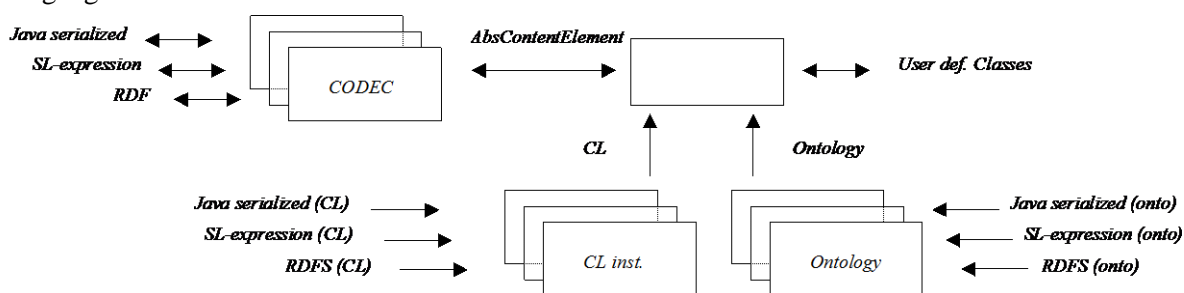 Java serialized
AbsContentElement
SL-expression
User def. Classes
CODEC
RDF
CL
Ontology
Java serialized (CL)
Java serialized (onto)
SL-expression (CL)
SL-expression (onto)
CL inst.
Ontology
RDFS (CL)
RDFS (onto)